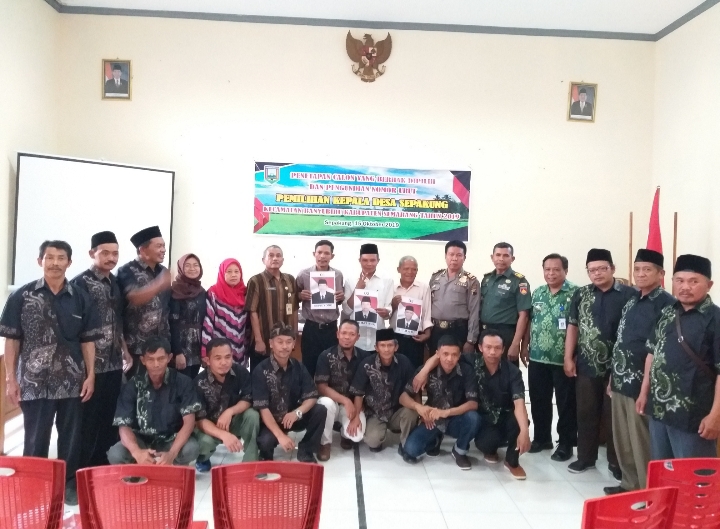 PENETAPAN CALON YANG BERHAK DIPILIH
DAN PENGUNDIAN NOMOR URUT
PEMILIHAN KEPALA DESA SEPAKUNG
KECAMATAN BANYUBIRU KABUPATEN SEMARANG TAHUN 2019
Sepakung, 16 Oktober 2019